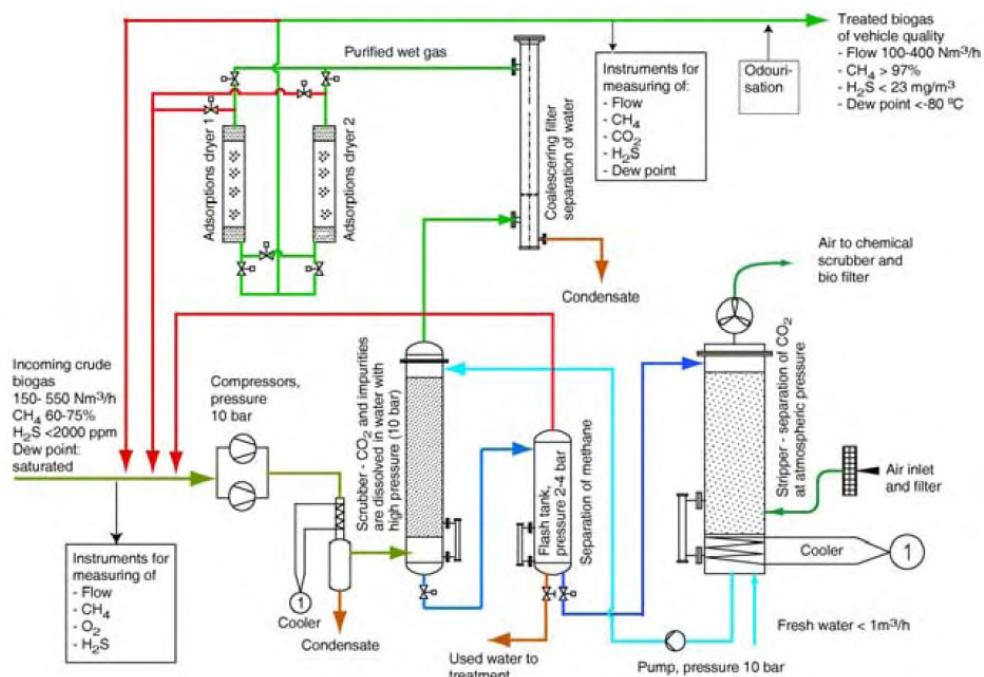 Treated biogas
of vehicle quality
- Flow 100-400 Nm³/h
- CH₄ > 97%
- H₂S < 23 mg/m³
- Dew point <-80 ºC
Purified wet gas
Instruments for
measuring of:
- Flow
- CH₄
- CO₂
- H₂S
- Dew point
Odouri-
sation
Adsorptions dryer 1
Adsorptions dryer 2
Coalescering filter
separation of water
Condensate
Air to chemical
scrubber and
bio filter
Incoming crude
biogas
150- 550 Nm³/h
CH₄ 60-75%
H₂S <2000 ppm
Dew point:
saturated
Compressors,
pressure
10 bar
Scrubber - CO₂ and impurities
are dissolved in water with
high pressure (10 bar)
Flash tank,
pressure 2-4 bar
Separation of methane
Stripper - separation of CO₂
at atmospheric pressure
Air inlet
and filter
Cooler
1
Instruments for
measuring of
- Flow
- CH₄
- O₂
- H₂S
1
Cooler
Condensate
Used water to
treatment
Pump, pressure 10 bar
Fresh water < 1m³/h